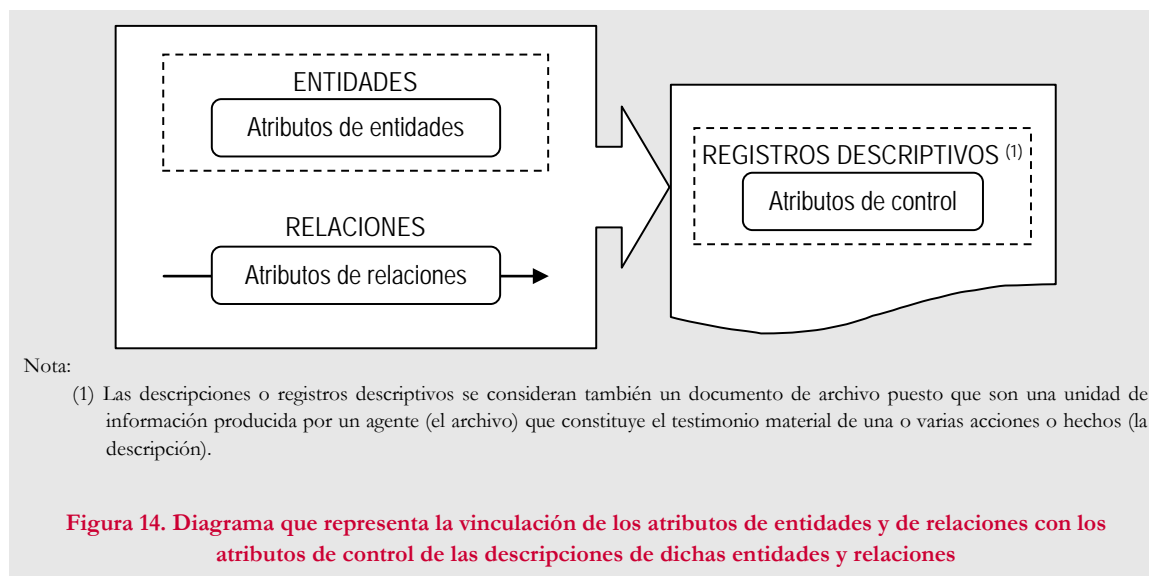 ENTIDADES
Atributos de entidades
RELACIONES
Atributos de relaciones
REGISTROS DESCRIPTIVOS (1)
Atributos de control
Nota:
(1) Las descripciones o registros descriptivos se consideran también un documento de archivo puesto que son una unidad de
información producida por un agente (el archivo) que constituye el testimonio material de una o varias acciones o hechos (la
descripción).
Figura 14. Diagrama que representa la vinculación de los atributos de entidades y de relaciones con los
atributos de control de las descripciones de dichas entidades y relaciones